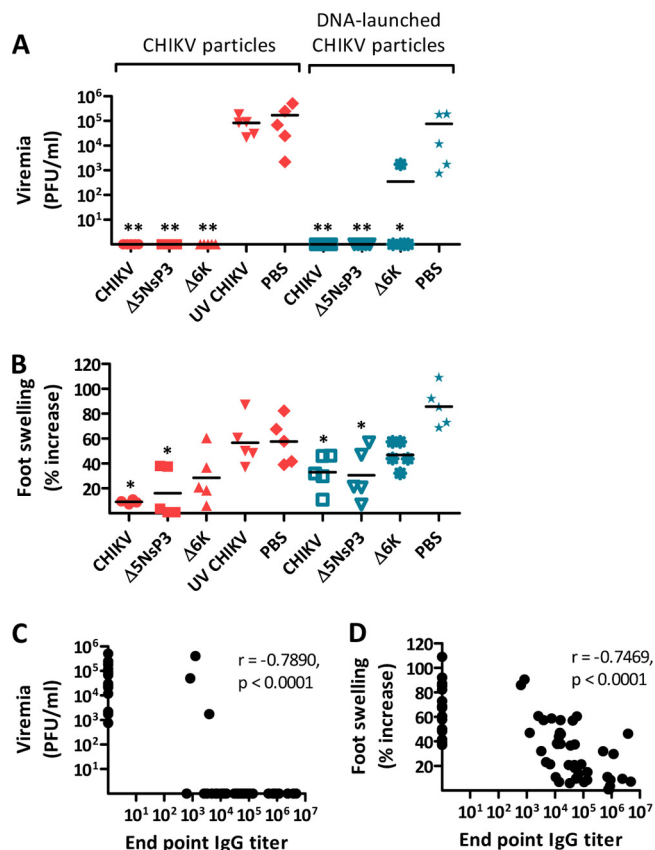 A
CHIKV particles
DNA-launched
CHIKV particles
Viremia
(PFU/ml)
10⁶
10⁵
10⁴
10³
10²
10¹
** ** ** ** ** *
CHIKV Δ5NsP3 Δ6K UV CHIKV PBS CHIKV Δ5NsP3 Δ6K PBS
B
Foot swelling
(% increase)
120
100
80
60
40
20
* * * *
CHIKV Δ5NsP3 Δ6K UV CHIKV PBS CHIKV Δ5NsP3 Δ6K PBS
C
Viremia
(PFU/ml)
10⁶
10⁵
10⁴
10³
10²
10¹
r = -0.7890,
p < 0.0001
10¹ 10² 10³ 10⁴ 10⁵ 10⁶ 10⁷
End point IgG titer
D
Foot swelling
(% increase)
120
100
80
60
40
20
r = -0.7469,
p < 0.0001
10¹ 10² 10³ 10⁴ 10⁵ 10⁶ 10⁷
End point IgG titer